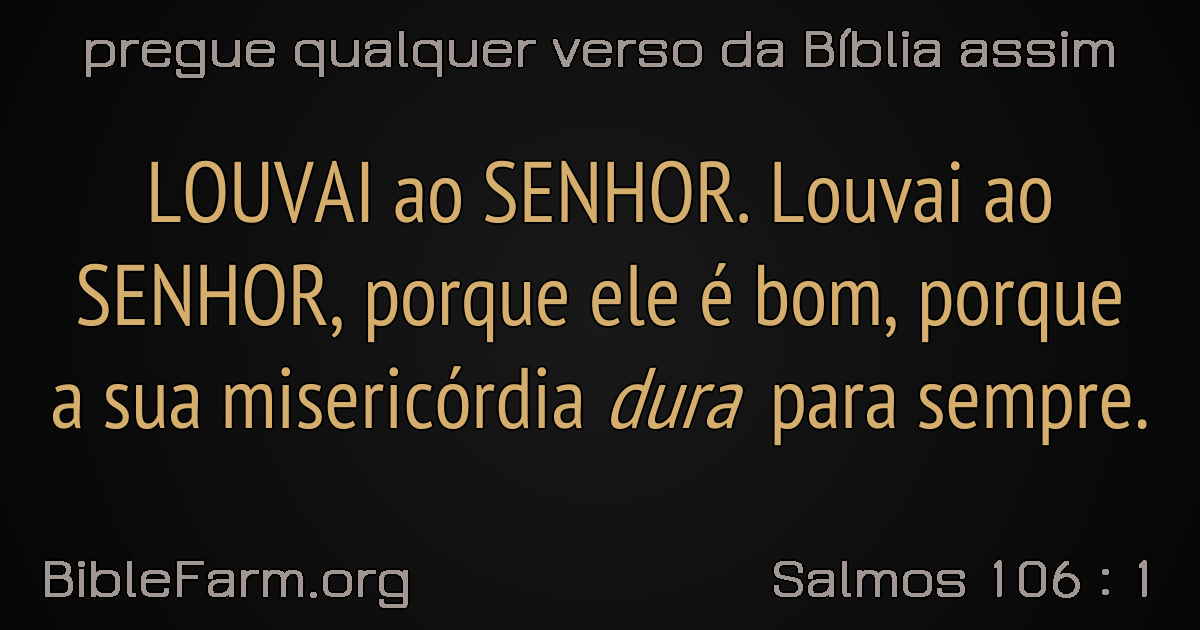 pregue qualquer verso da Bíblia assim
LOUVAI ao SENHOR. Louvai ao
SENHOR, porque ele é bom, porque
a sua misericórdia dura para sempre.
BibleFarm.org
Salmos 106 : 1